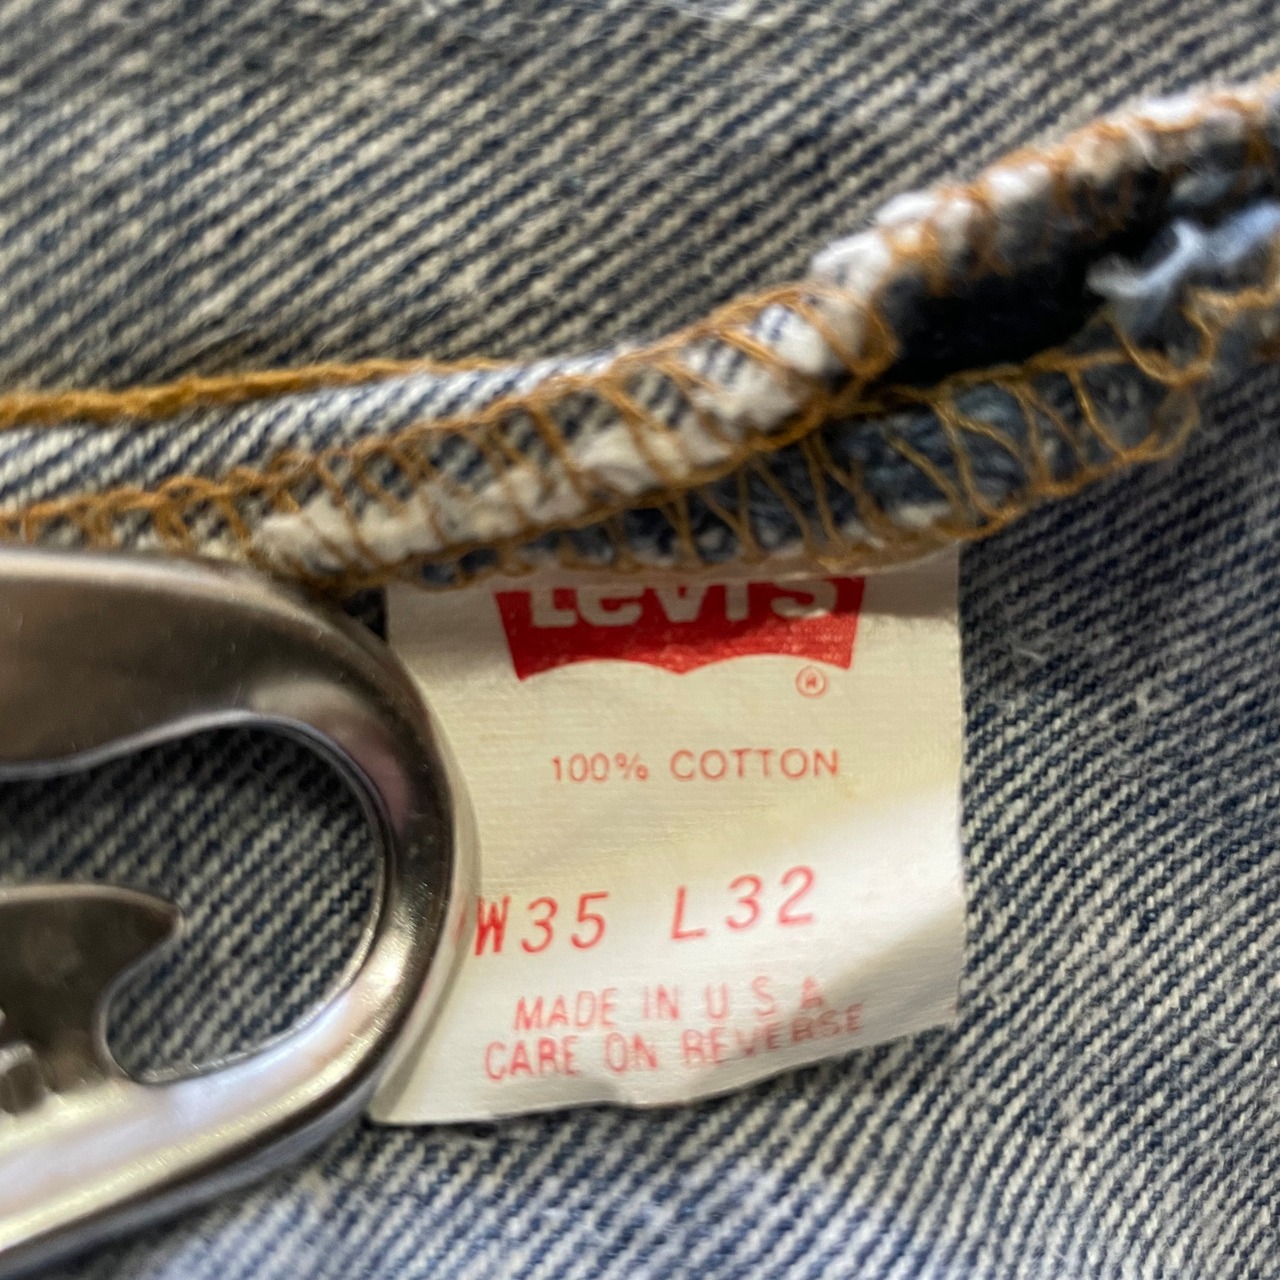 Levi's
®
100% COTTON
W35 L32
MADE IN U S A
CARE ON REVERSE